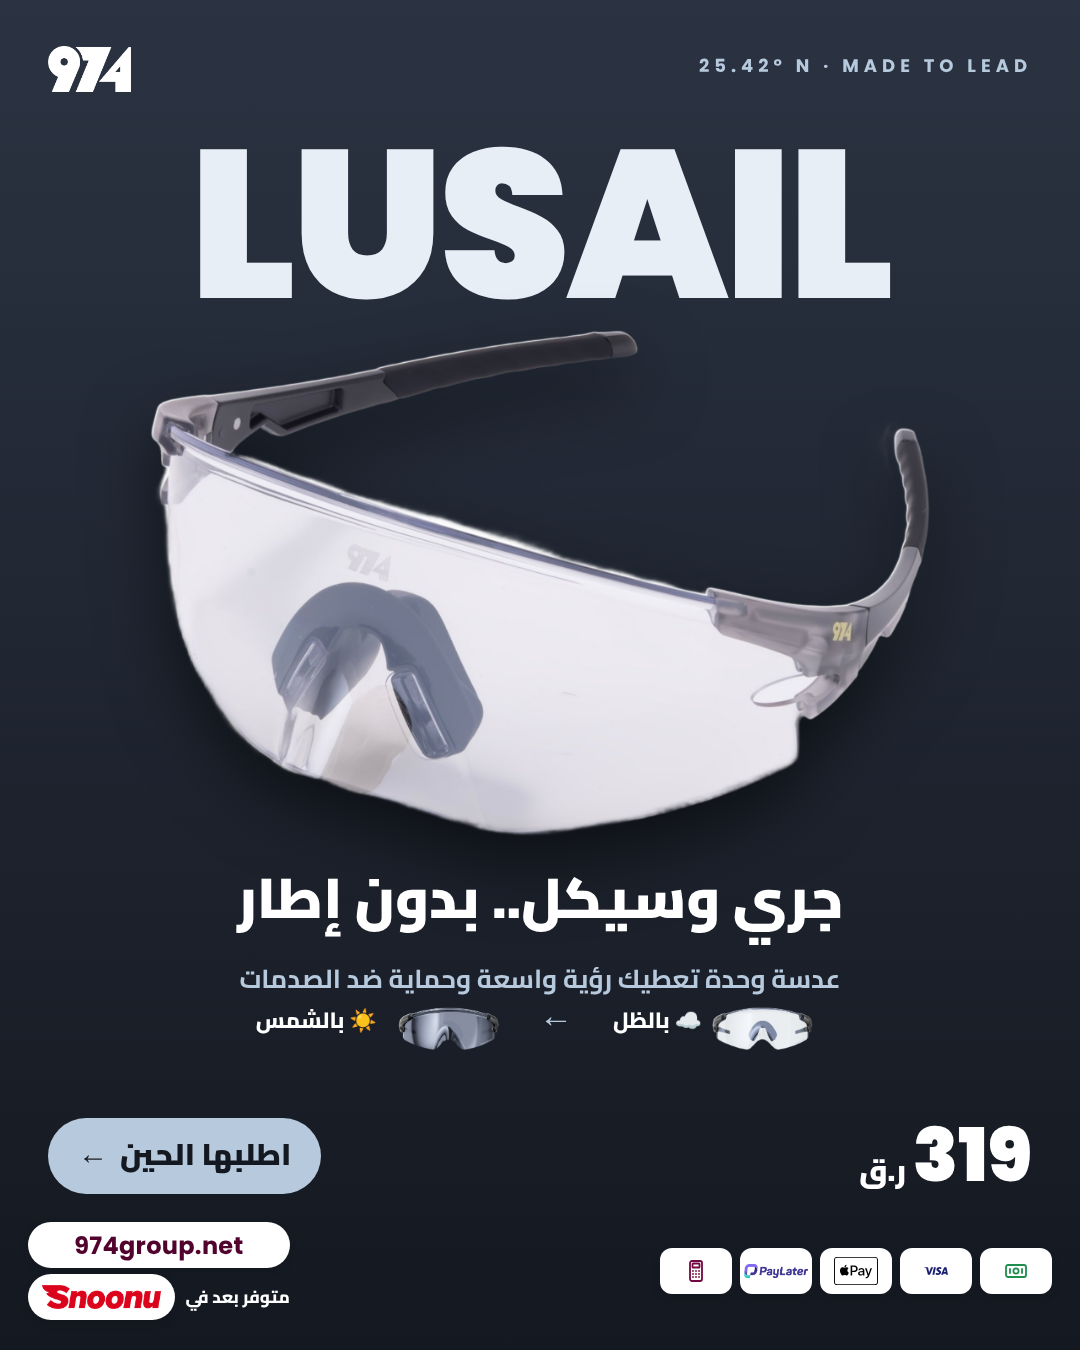 974
25.42° N · MADE TO LEAD
LUSAIL
974
974
جري وسيكل.. بدون إطار
عدسة وحدة تعطيك رؤية واسعة وحماية ضد الصدمات
☁️ بالظل ← ☀️ بالشمس
319 ر.ق
اطلبها الحين ←
974group.net
متوفر بعد في Snoonu
PayLater
Pay
VISA